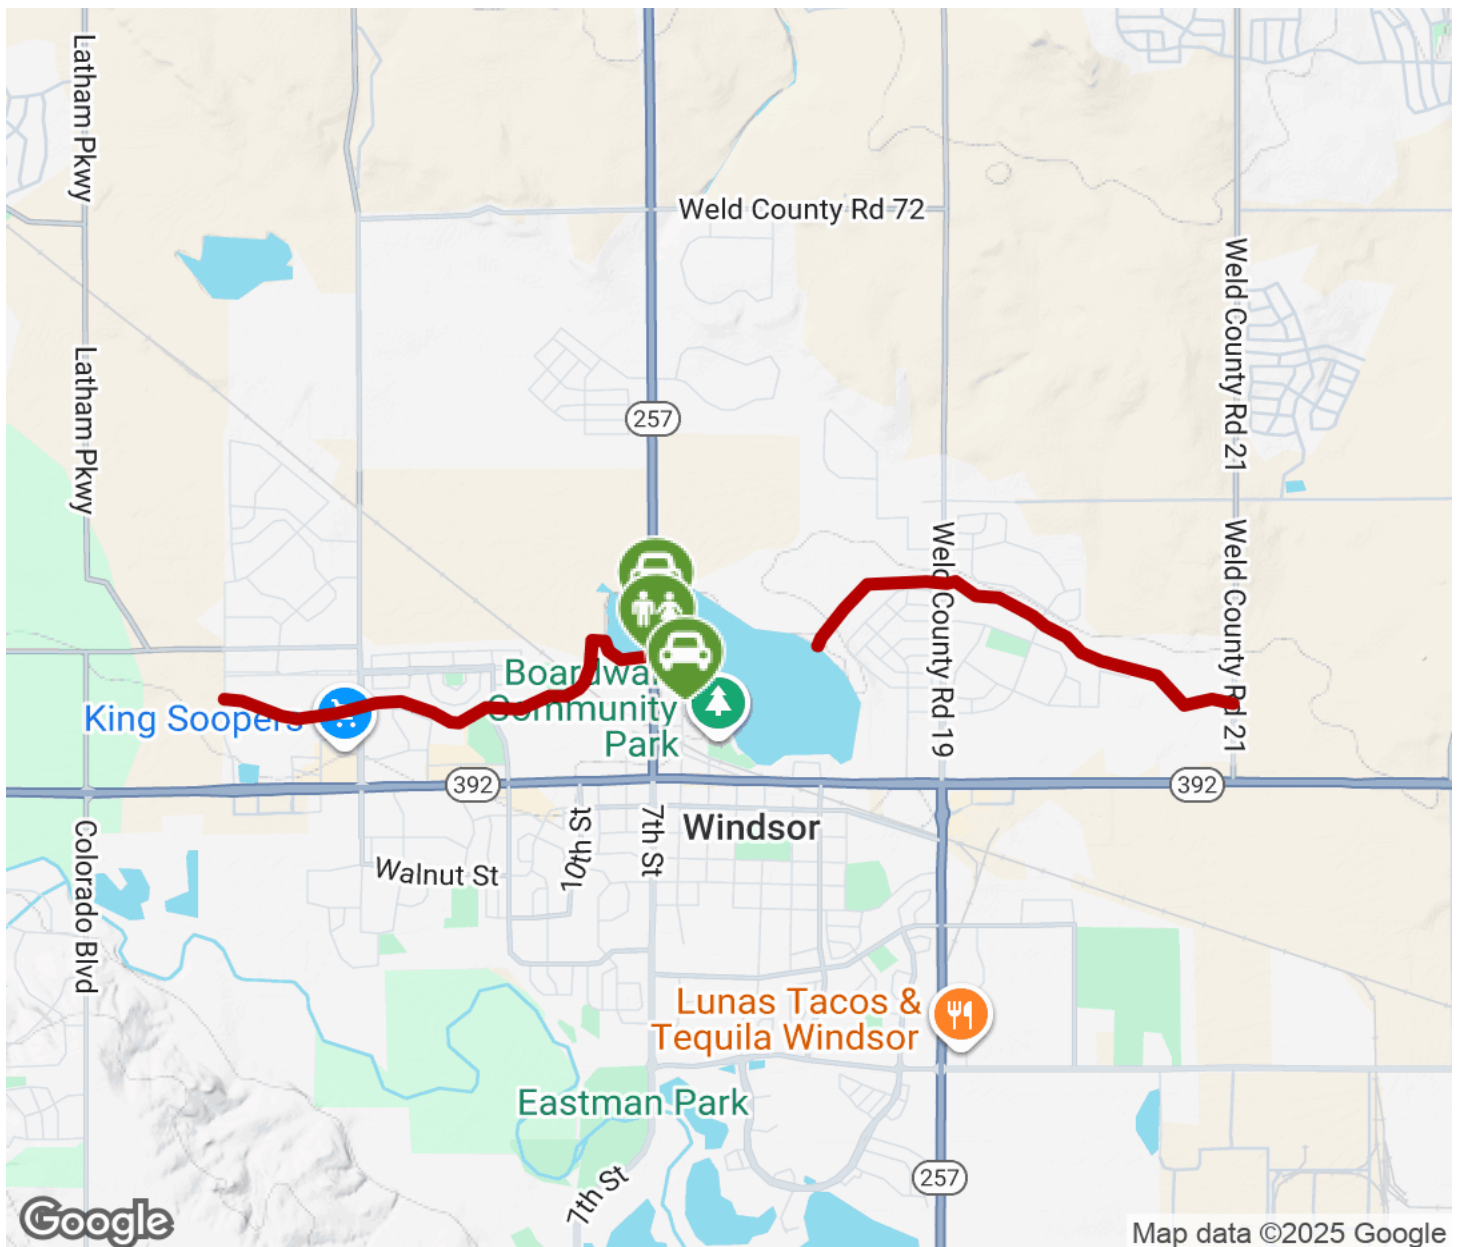 Latham Pkwy
Weld County Rd 72
Weld County Rd 21
Latham Pkwy
257
Weld County Rd 19
Weld County Rd 21
Boardwal
Community
Park
King Soopers
392
392
Windsor
10th St
7th St
Walnut St
Colorado Blvd
Lunas Tacos &
Tequila Windsor
Eastman Park
7th St
257
Google
Map data ©2025 Google